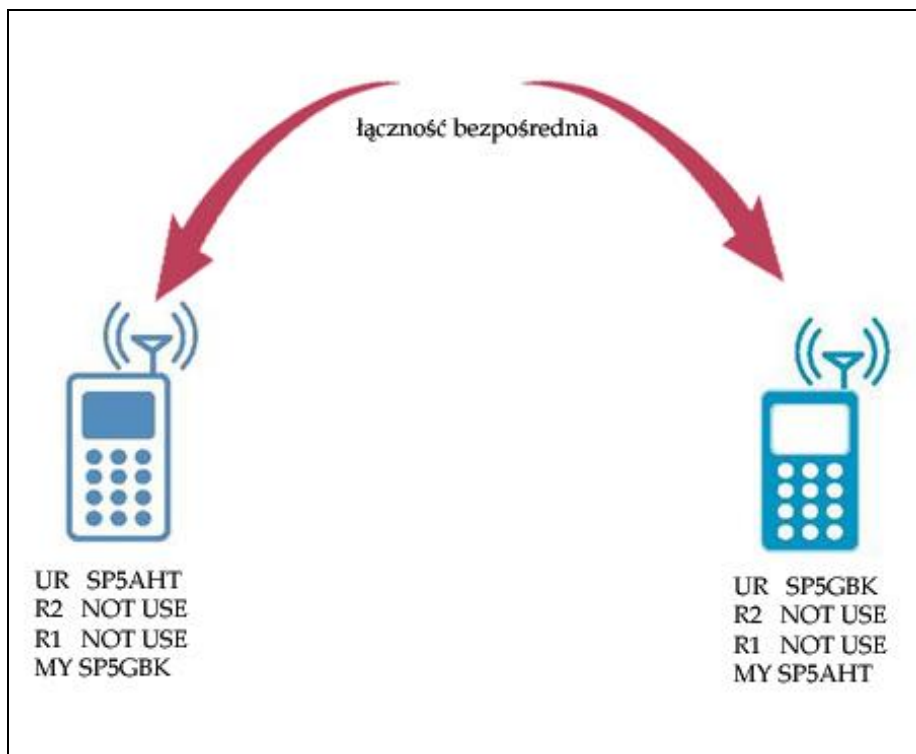 łączność bezpośrednia
UR SP5AHT
R2 NOT USE
R1 NOT USE
MY SP5GBK
UR SP5GBK
R2 NOT USE
R1 NOT USE
MY SP5AHT